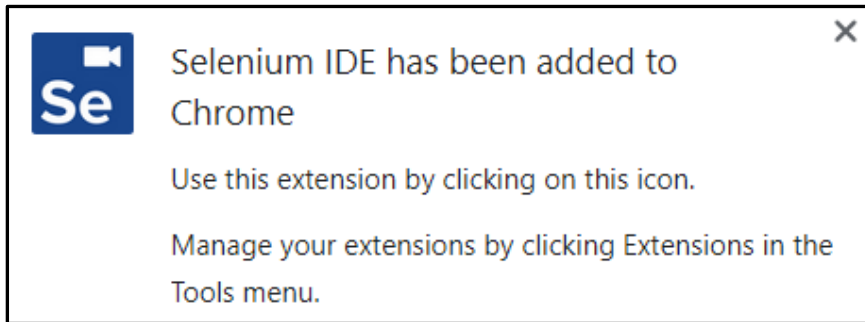 Se
Selenium IDE has been added to
Chrome
Use this extension by clicking on this icon.
Manage your extensions by clicking Extensions in the
Tools menu.